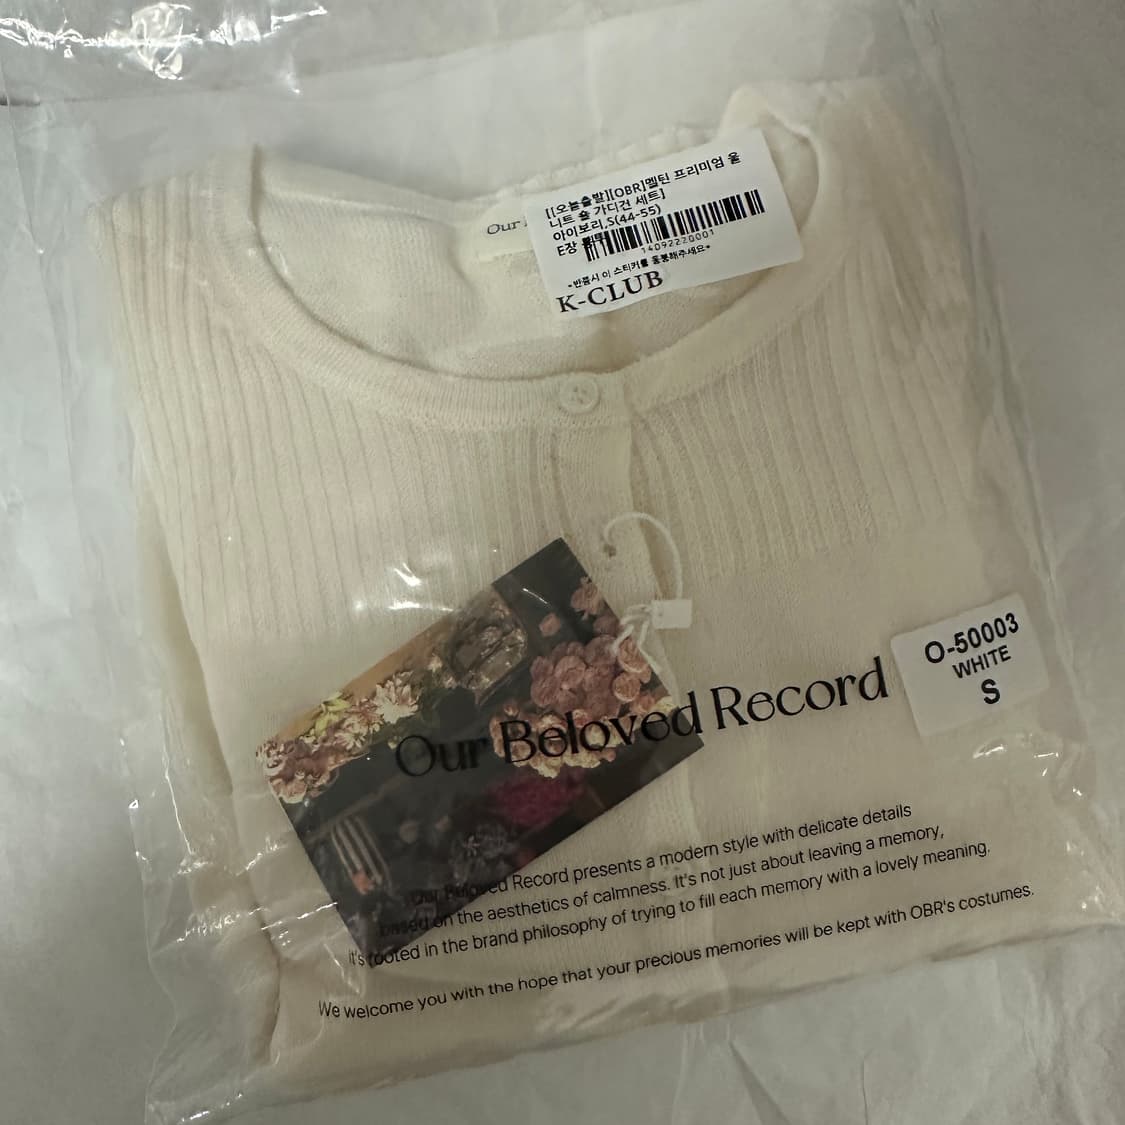 [[오늘출발][OBR]멜틴 프리미엄 울
니트 숄 가디건 세트]
아이보리,S(44-55)
E장
14092220001
*반품시 이 스티커를 동봉해주세요*
K-CLUB
Our
O-50003
WHITE
S
Our Beloved Record
Our Beloved Record presents a modern style with delicate details
based on the aesthetics of calmness. It's not just about leaving a memory,
it's rooted in the brand philosophy of trying to fill each memory with a lovely meaning.
We welcome you with the hope that your precious memories will be kept with OBR's costumes.